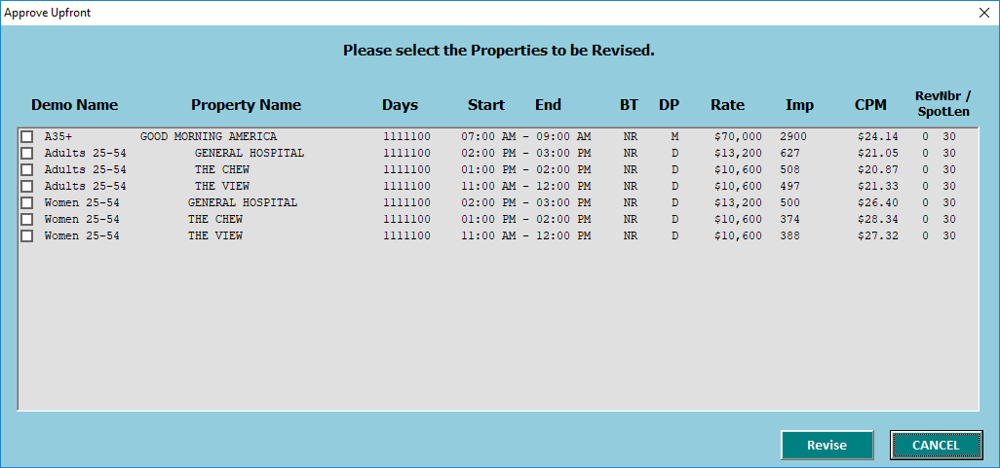 Approve Upfront
Please select the Properties to be Revised.
Demo Name Property Name Days Start End BT DP Rate Imp CPM RevNbr / SpotLen
A35+ GOOD MORNING AMERICA 1111100 07:00 AM - 09:00 AM NR M $70,000 2900 $24.14 0 30
Adults 25-54 GENERAL HOSPITAL 1111100 02:00 PM - 03:00 PM NR D $13,200 627 $21.05 0 30
Adults 25-54 THE CHEW 1111100 01:00 PM - 02:00 PM NR D $10,600 508 $20.87 0 30
Adults 25-54 THE VIEW 1111100 11:00 AM - 12:00 PM NR D $10,600 497 $21.33 0 30
Women 25-54 GENERAL HOSPITAL 1111100 02:00 PM - 03:00 PM NR D $13,200 500 $26.40 0 30
Women 25-54 THE CHEW 1111100 01:00 PM - 02:00 PM NR D $10,600 374 $28.34 0 30
Women 25-54 THE VIEW 1111100 11:00 AM - 12:00 PM NR D $10,600 388 $27.32 0 30
Revise CANCEL